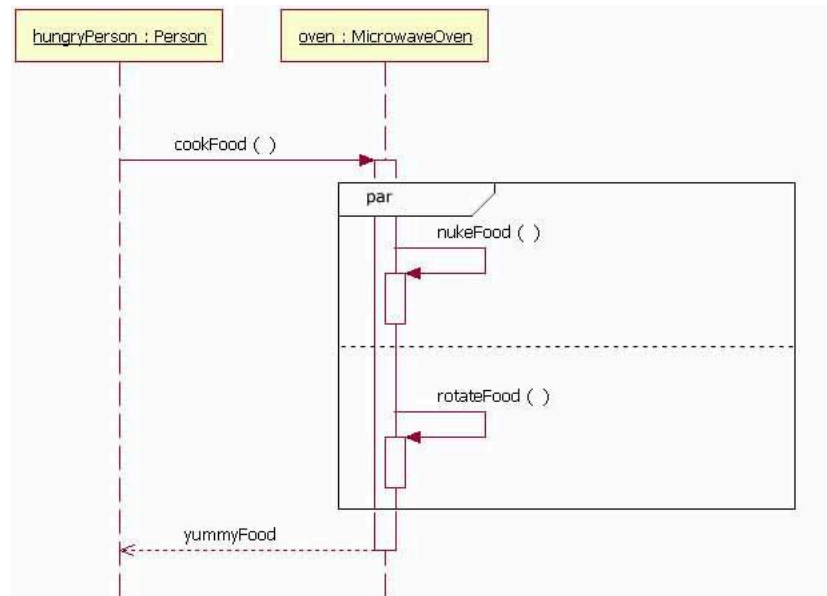 hungryPerson : Person
oven : MicrowaveOven
cookFood ( )
par
nukeFood ( )
rotateFood ( )
yummyFood